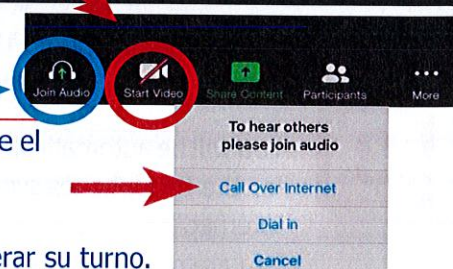 Join Audio
Start Video
Share Content
Participants
More
e el
To hear others
please join audio
Call Over Internet
Dial in
erar su turno.
Cancel